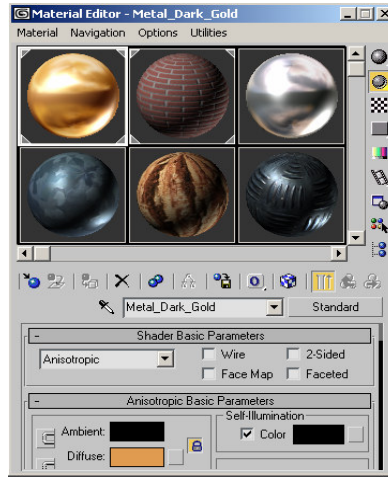 Material Editor - Metal_Dark_Gold
Material Navigation Options Utilities
Metal_Dark_Gold Standard
- Shader Basic Parameters
Anisotropic Wire 2-Sided
Face Map Faceted
- Anisotropic Basic Parameters
Self-Illumination
Ambient: Color
Diffuse: